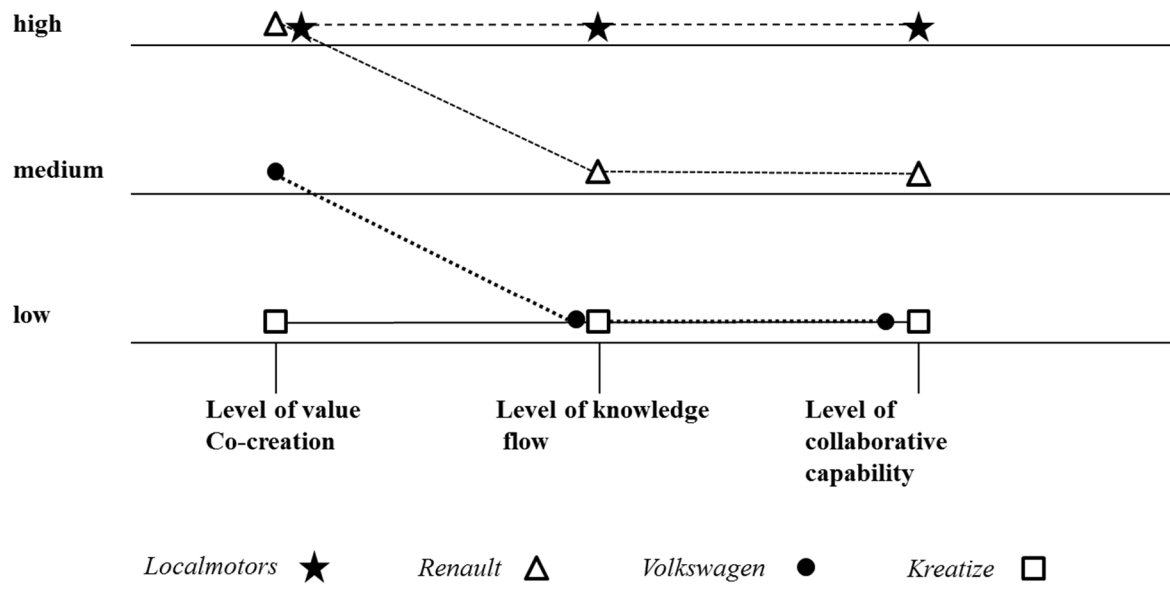 high
medium
low
Level of value
Co-creation
Level of knowledge
flow
Level of
collaborative
capability
Localmotors
Renault
Volkswagen
Kreatize